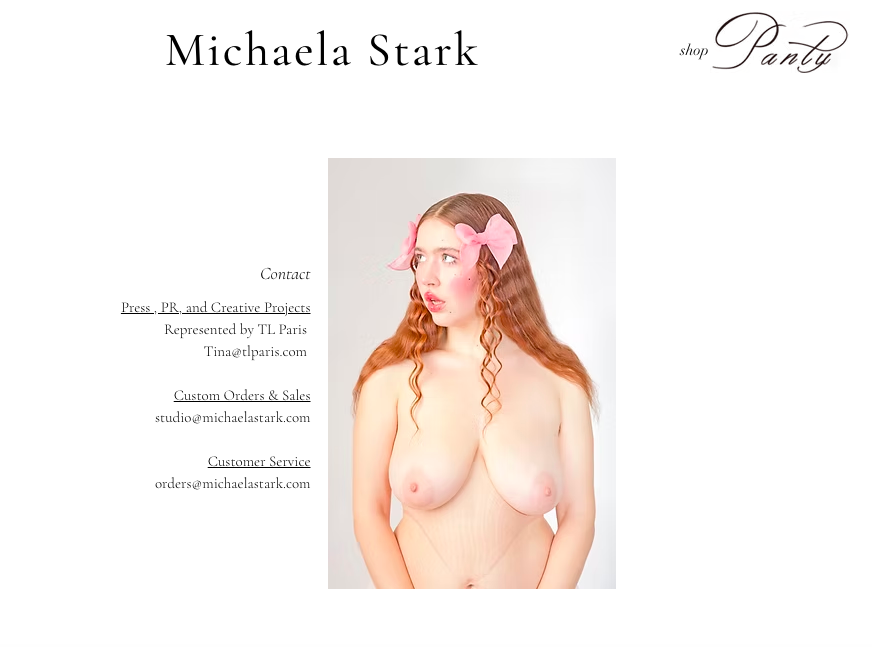 Michaela Stark
shop Panty
Contact
Press , PR, and Creative Projects
Represented by TL Paris
Tina@tlparis.com
Custom Orders & Sales
studio@michaelastark.com
Customer Service
orders@michaelastark.com